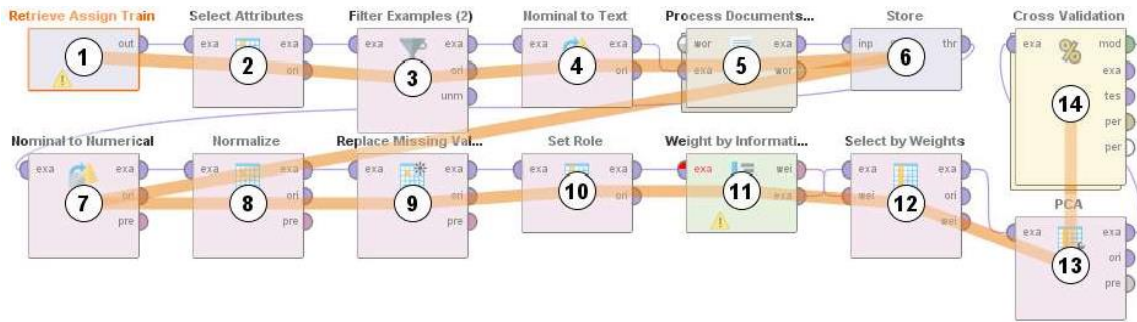 Retrieve Assign Train
out
1
Select Attributes
exa exa
ori
2
Filter Examples (2)
exa exa
ori
unm
3
Nominal to Text
exa exa
ori
4
Process Documents...
wor exa
exa wor
5
Store
inp thr
6
Cross Validation
exa mod
exa
tes
per
per
14
Nominal to Numerical
exa exa
ori
pre
7
Normalize
exa exa
ori
pre
8
Replace Missing Val...
exa exa
ori
pre
9
Set Role
exa exa
ori
10
Weight by Informati...
exa wei
exa
11
Select by Weights
exa exa
wei ori
wei
12
PCA
exa exa
ori
pre
13